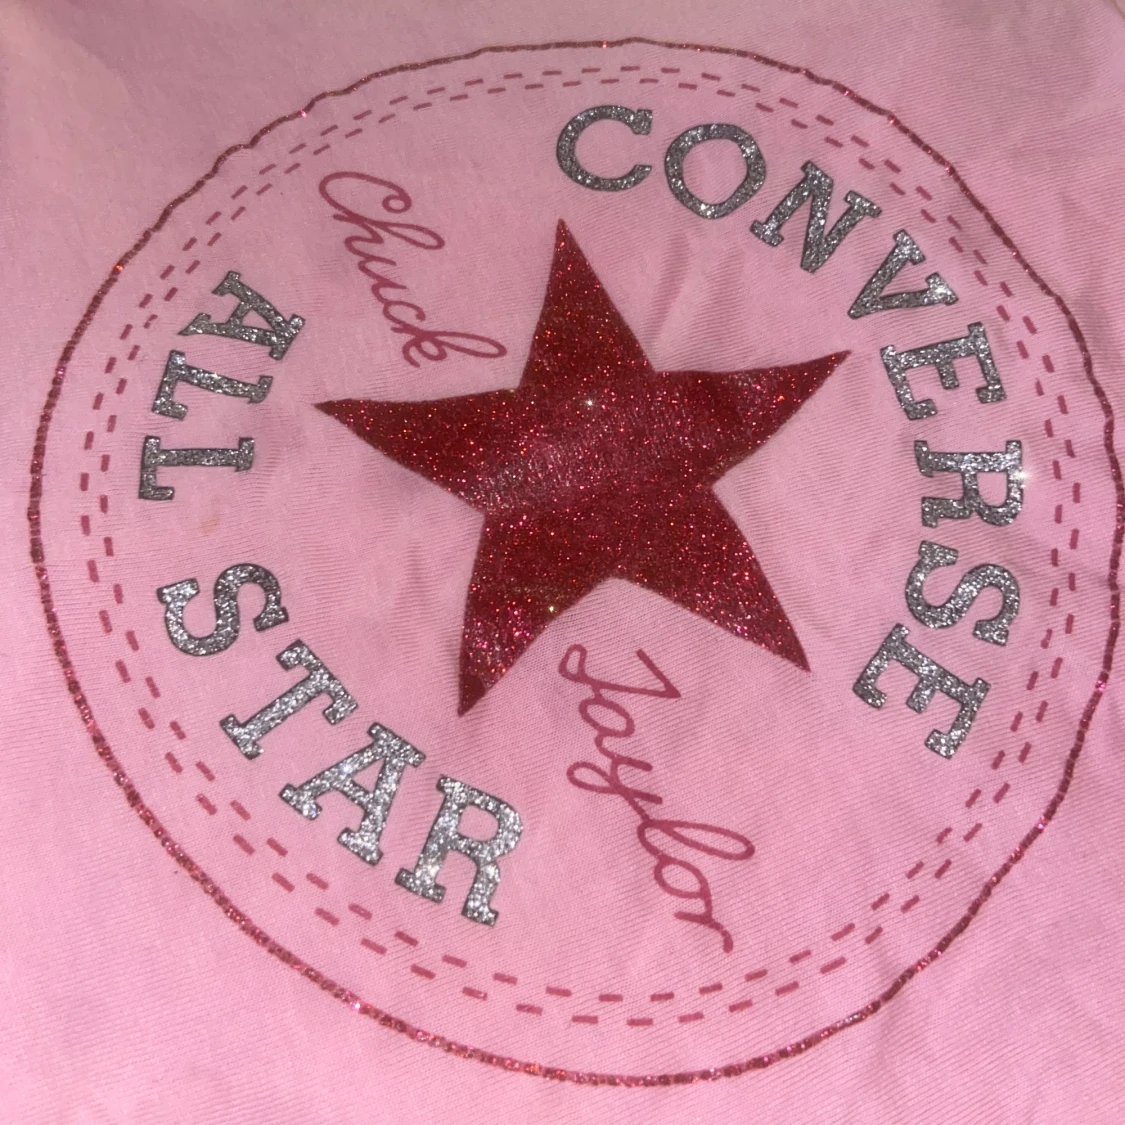 CONVERSE
ALL STAR
Chuck
Taylor